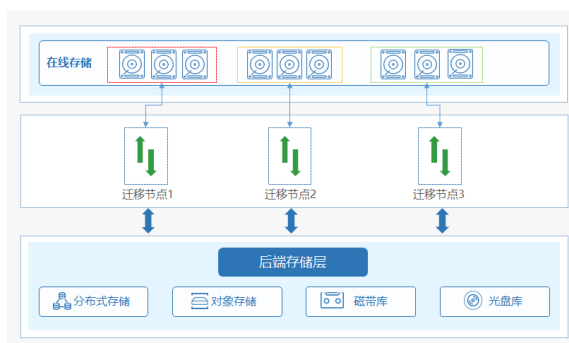 在线存储
迁移节点1
迁移节点2
迁移节点3
后端存储层
分布式存储
对象存储
磁带库
光盘库